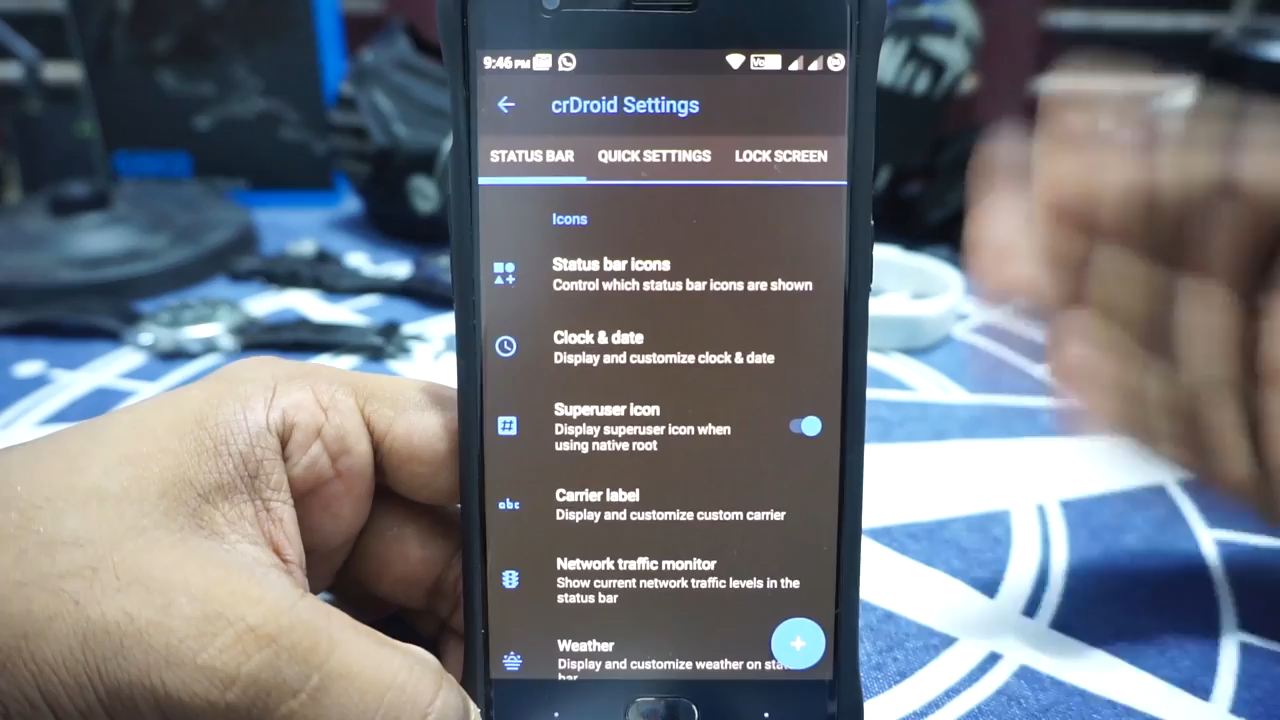 9:46 PM
crDroid Settings
STATUS BAR QUICK SETTINGS LOCK SCREEN
Icons
Status bar icons
Control which status bar icons are shown
Clock & date
Display and customize clock & date
Superuser icon
Display superuser icon when
using native root
abc
Carrier label
Display and customize custom carrier
Network traffic monitor
Show current network traffic levels in the
status bar
Weather
Display and customize weather on
bar